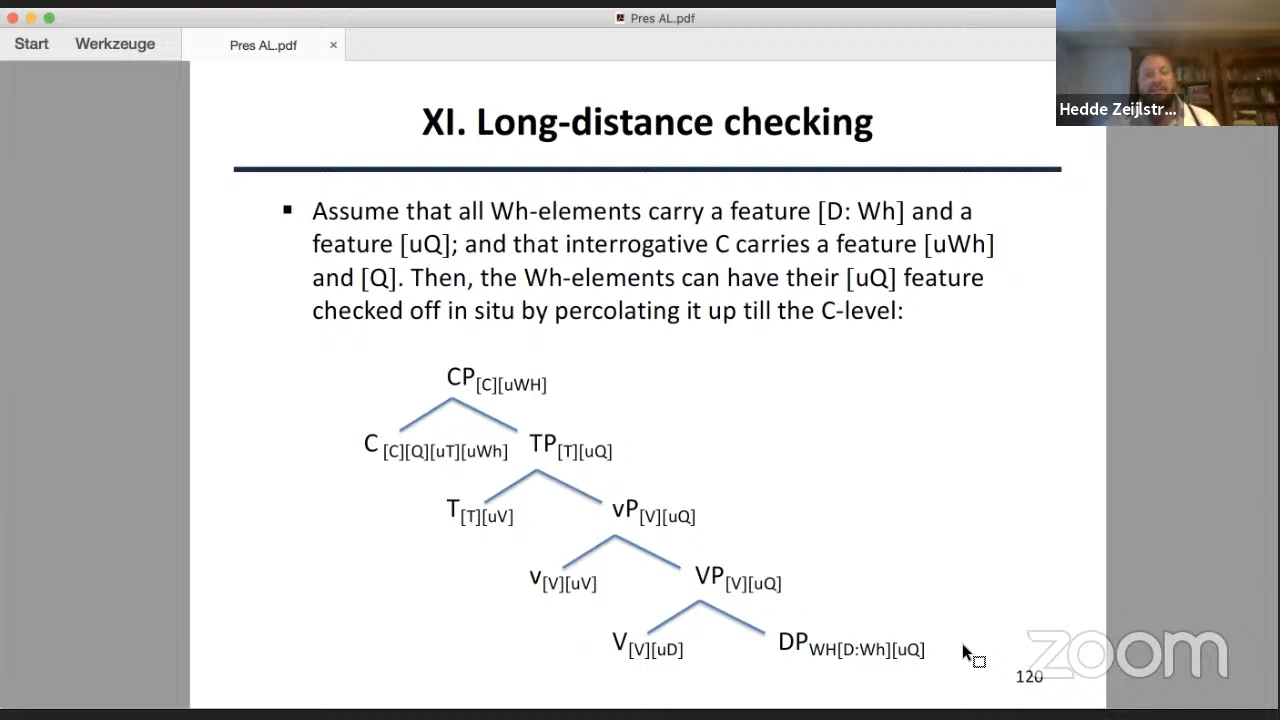 Pres AL.pdf
Start Werkzeuge Pres AL.pdf ×
Hedde Zeijlstr...
XI. Long-distance checking
▪ Assume that all Wh-elements carry a feature [D: Wh] and a
feature [uQ]; and that interrogative C carries a feature [uWh]
and [Q]. Then, the Wh-elements can have their [uQ] feature
checked off in situ by percolating it up till the C-level:
CP[C][uWH]
C [C][Q][uT][uWh] TP[T][uQ]
T[T][uV] vP[V][uQ]
v[V][uV] VP[V][uQ]
V[V][uD] DPWH[D:Wh][uQ]
120
zoom